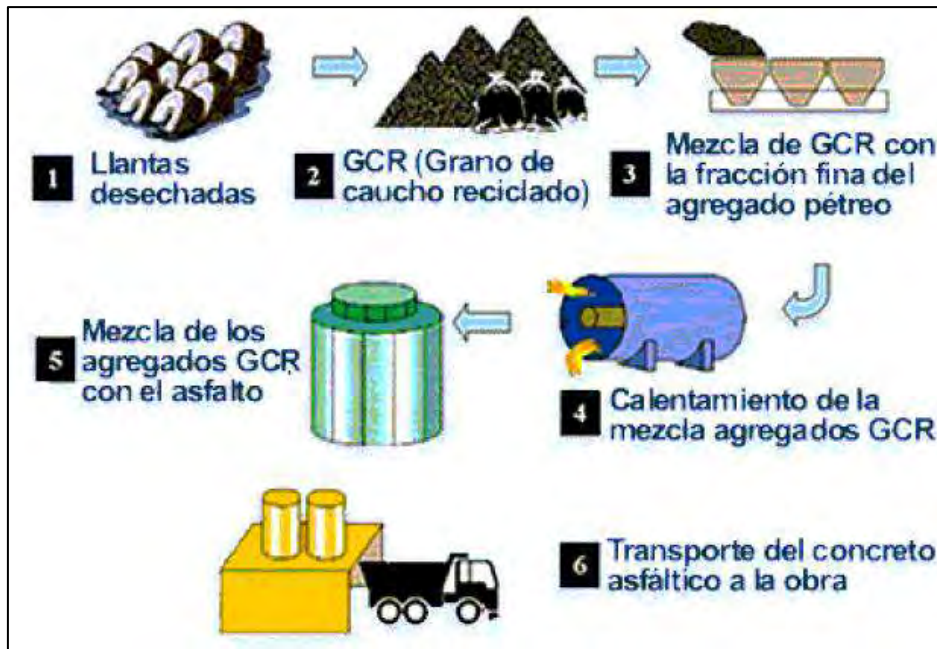 1
Llantas
desechadas
2
GCR (Grano de
caucho reciclado)
3
Mezcla de GCR con
la fracción fina del
agregado pétreo
4
Calentamiento de la
mezcla agregados GCR
5
Mezcla de los
agregados GCR
con el asfalto
6
Transporte del concreto
asfáltico a la obra